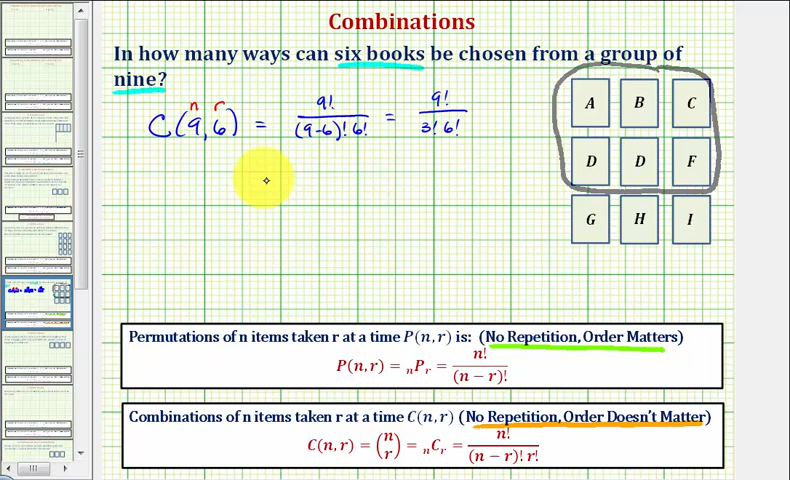 Combinations
In how many ways can six books be chosen from a group of
nine?
n r
C(9,6) = 9! / (9-6)! 6! = 9! / 3! 6!
A B C
D D F
G H I
Permutations of n items taken r at a time P(n,r) is: (No Repetition, Order Matters)
P(n,r) = nPr = n! / (n − r)!
Combinations of n items taken r at a time C(n,r) (No Repetition, Order Doesn't Matter)
C(n,r) = (n r) = nCr = n! / (n − r)! r!